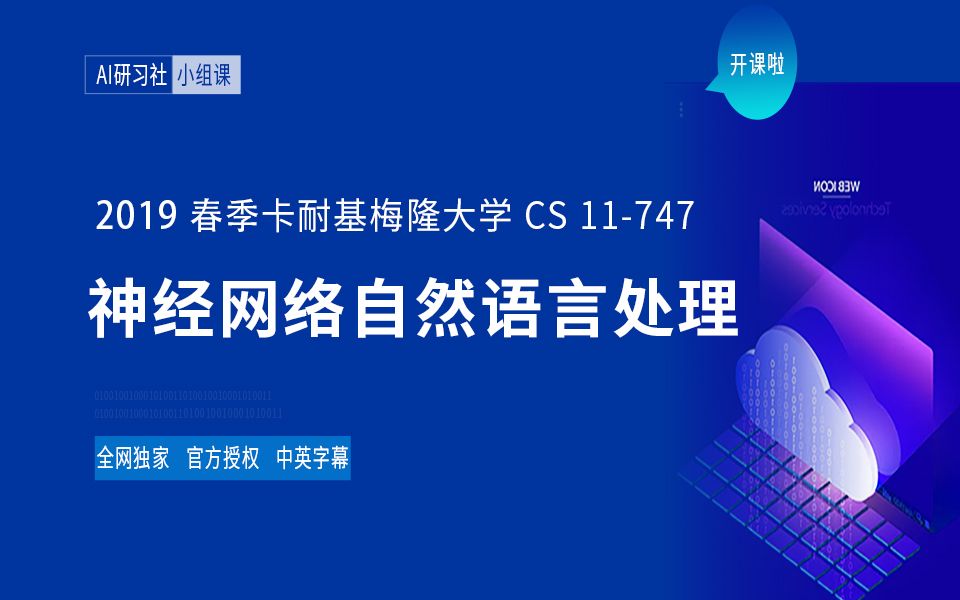 AI研习社 小组课
开课啦
WEB ICON
Technology Services
2019 春季卡耐基梅隆大学 CS 11-747
神经网络自然语言处理
全网独家 官方授权 中英字幕